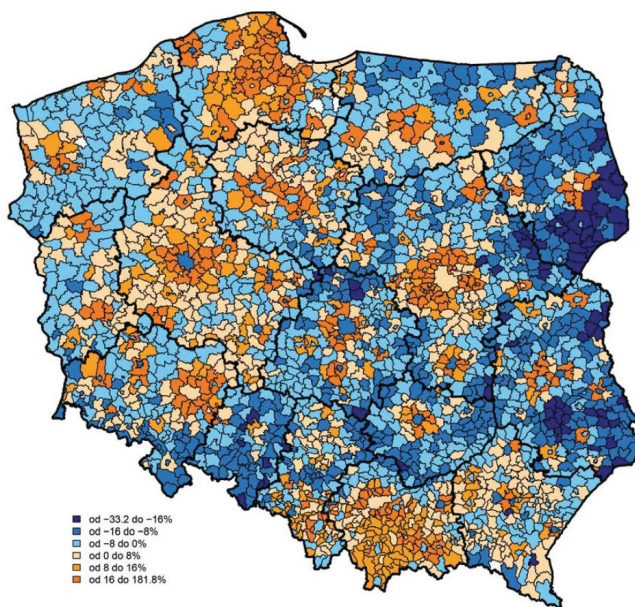 od −33.2 do −16%
od −16 do −8%
od −8 do 0%
od 0 do 8%
od 8 do 16%
od 16 do 181.8%